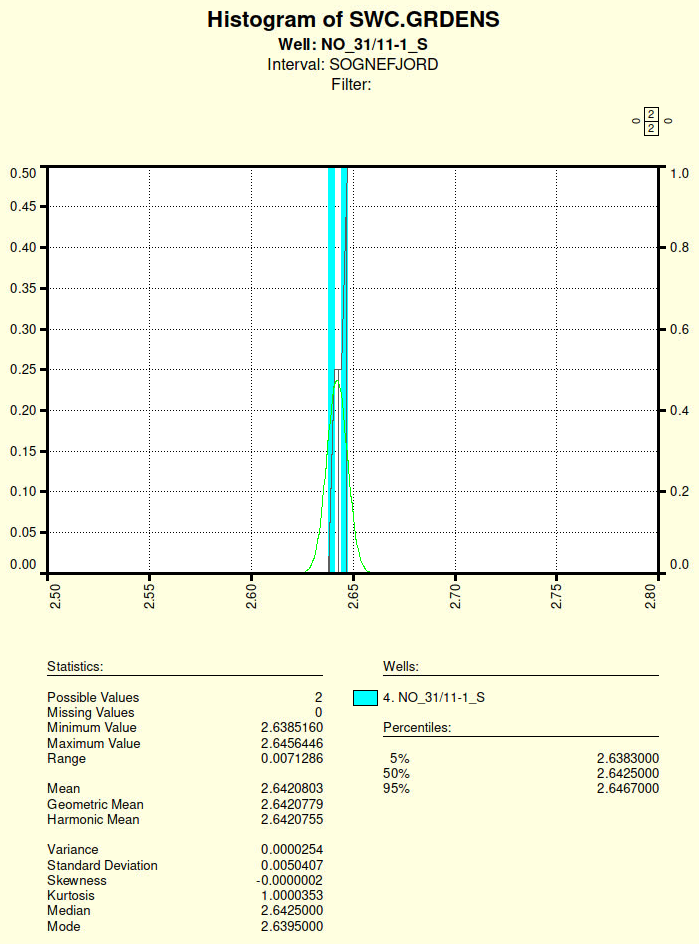 Histogram of SWC.GRDENS
Well: NO_31/11-1_S
Interval: SOGNEFJORD
Filter:
0 2 0
2
0.50 1.0
0.45
0.40 0.8
0.35
0.30 0.6
0.25
0.20 0.4
0.15
0.10 0.2
0.05
0.00 0.0
2.50 2.55 2.60 2.65 2.70 2.75 2.80
Statistics: Wells:
Possible Values 2 4. NO_31/11-1_S
Missing Values 0
Minimum Value 2.6385160 Percentiles:
Maximum Value 2.6456446
Range 0.0071286 5% 2.6383000
50% 2.6425000
Mean 2.6420803 95% 2.6467000
Geometric Mean 2.6420779
Harmonic Mean 2.6420755
Variance 0.0000254
Standard Deviation 0.0050407
Skewness -0.0000002
Kurtosis 1.0000353
Median 2.6425000
Mode 2.6395000